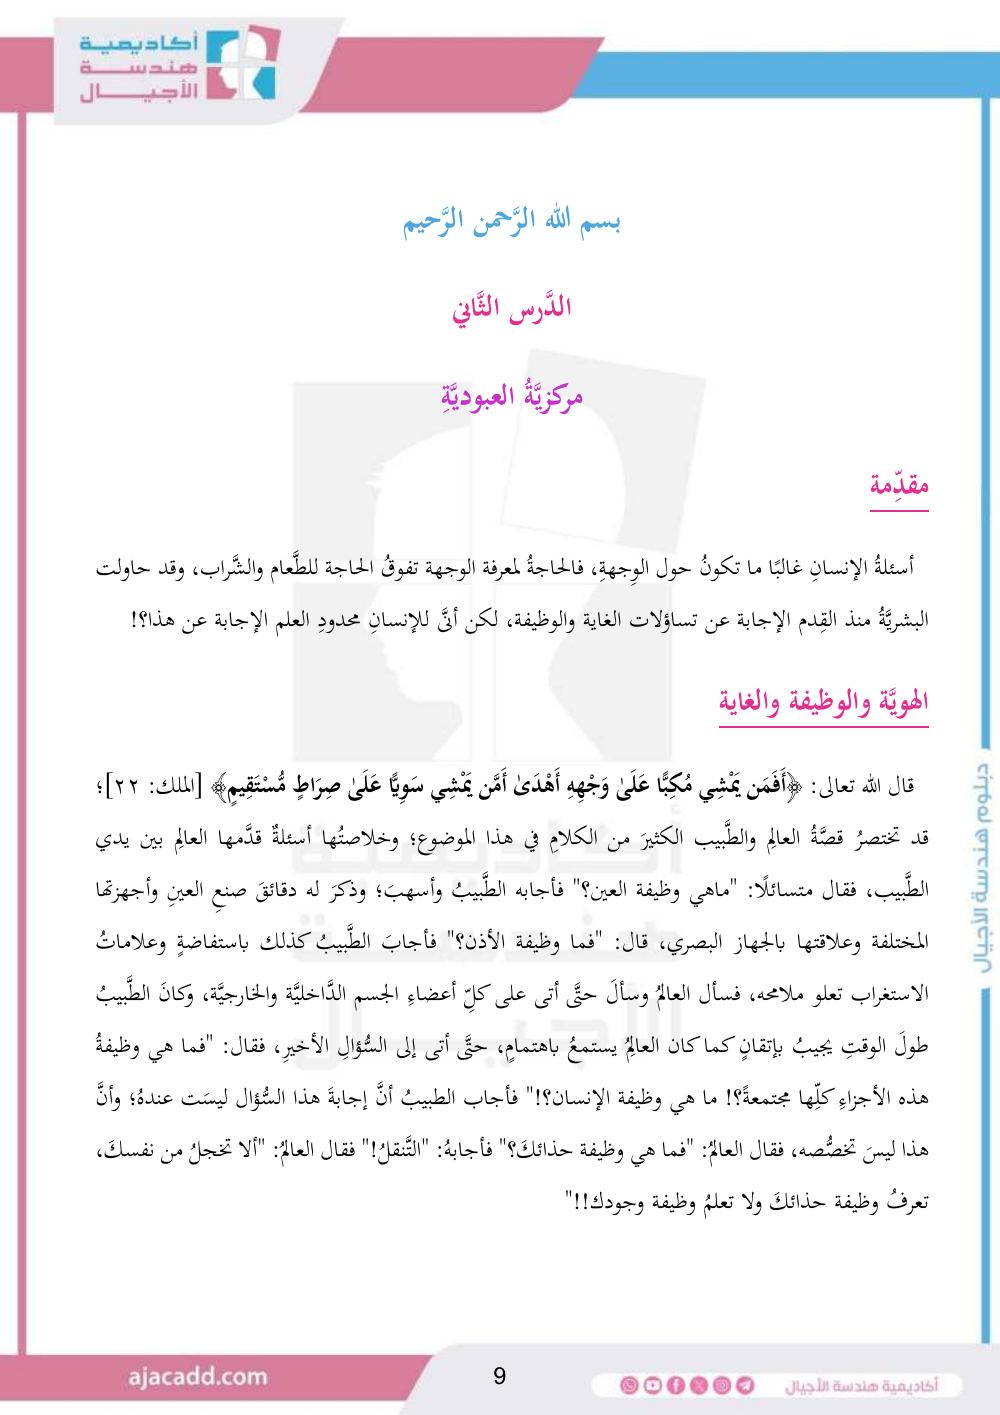 أكاديمية
هندسة
الأجيال
بسم الله الرَّحمن الرَّحيم
الدَّرس الثَّاني
مركزيَّةُ العبوديَّةِ
مقدِّمة
أسئلةُ الإنسانِ غالبًا ما تكونُ حول الوِجهةِ، فالحاجةُ لمعرفة الوجهة تفوقُ الحاجة للطَّعام والشَّراب، وقد حاولت
البشريَّةُ منذ القِدم الإجابة عن تساؤلات الغاية والوظيفة، لكن أنَّى للإنسانِ محدودِ العلم الإجابة عن هذا؟!
الهويَّة والوظيفة والغاية
قال الله تعالى: ﴿أَفَمَن يَمْشِي مُكِبًّا عَلَىٰ وَجْهِهِ أَهْدَىٰ أَمَّن يَمْشِي سَوِيًّا عَلَىٰ صِرَاطٍ مُّسْتَقِيمٍ﴾ [الملك: ٢٢]؛
قد تختصرُ قصَّةُ العالِمِ والطَّبيب الكثيرَ من الكلامِ في هذا الموضوع؛ وخلاصتُها أسئلةٌ قدَّمها العالِم بين يدي
الطَّبيب، فقال متسائلًا: "ماهي وظيفة العين؟" فأجابه الطَّبيبُ وأسهبَ؛ وذكرَ له دقائقَ صنعِ العينِ وأجهزتها
المختلفة وعلاقتها بالجهاز البصري، قال: "فما وظيفة الأذن؟" فأجابَ الطَّبيبُ كذلك باستفاضةٍ وعلاماتُ
الاستغراب تعلو ملامحه، فسأل العالمُ وسألَ حتَّى أتى على كلِّ أعضاءِ الجسم الدَّاخليَّة والخارجيَّة، وكانَ الطَّبيبُ
طولَ الوقتِ يجيبُ بإتقانٍ كما كان العالِمُ يستمعُ باهتمامٍ، حتَّى أتى إلى السُّؤالِ الأخيرِ، فقال: "فما هي وظيفةُ
هذه الأجزاءِ كلِّها مجتمعةً؟! ما هي وظيفة الإنسان؟!" فأجاب الطبيبُ أنَّ إجابةَ هذا السُّؤال ليسَت عندهُ؛ وأنَّ
هذا ليسَ تخصُّصه، فقال العالمُ: "فما هي وظيفة حذائكَ؟" فأجابهُ: "التَّنقلُ!" فقال العالمُ: "ألا تخجلُ من نفسكَ،
تعرفُ وظيفة حذائكَ ولا تعلمُ وظيفة وجودك!!"
دبلوم هندسة الأجيال
أكاديمية
هندسة
الأجيال
ajacadd.com
9
أكاديمية هندسة الأجيال